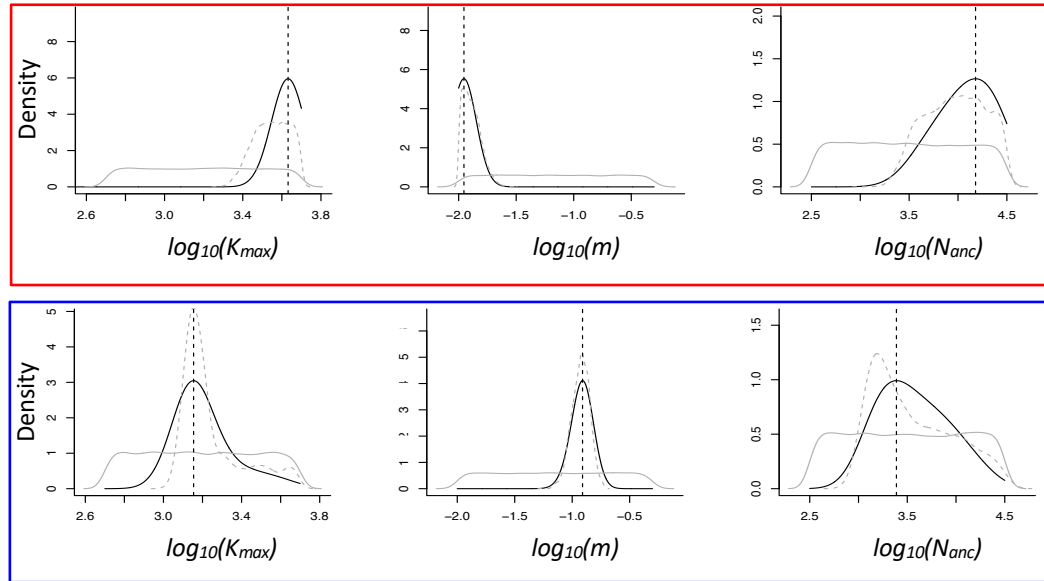 Density
0 2 4 6 8
2.6 3.0 3.4 3.8
log10(Kmax)
0 2 4 6 8
−2.0 −1.5 −1.0 −0.5
log10(m)
0.0 0.5 1.0 1.5 2.0
2.5 3.5 4.5
log10(Nanc)
Density
0 1 2 3 4 5
2.6 3.0 3.4 3.8
log10(Kmax)
0 1 2 3 4 5
−2.0 −1.0 −0.5
log10(m)
0.0 0.5 1.0 1.5
2.5 3.5 4.5
log10(Nanc)